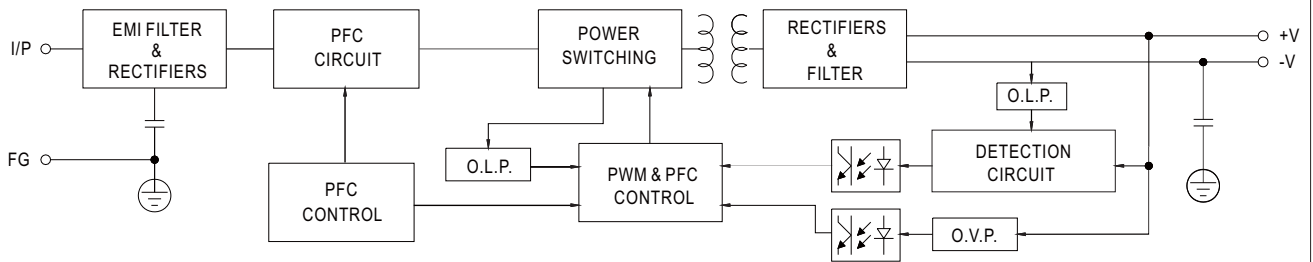 I/P
EMI FILTER
&
RECTIFIERS
PFC
CIRCUIT
POWER
SWITCHING
RECTIFIERS
&
FILTER
+V
-V
O.L.P.
FG
O.L.P.
PFC
CONTROL
PWM & PFC
CONTROL
DETECTION
CIRCUIT
O.V.P.